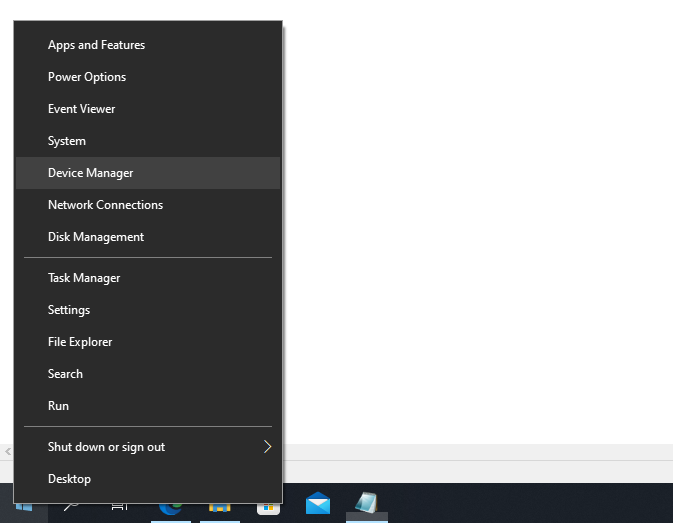 Apps and Features
Power Options
Event Viewer
System
Device Manager
Network Connections
Disk Management
Task Manager
Settings
File Explorer
Search
Run
Shut down or sign out
Desktop